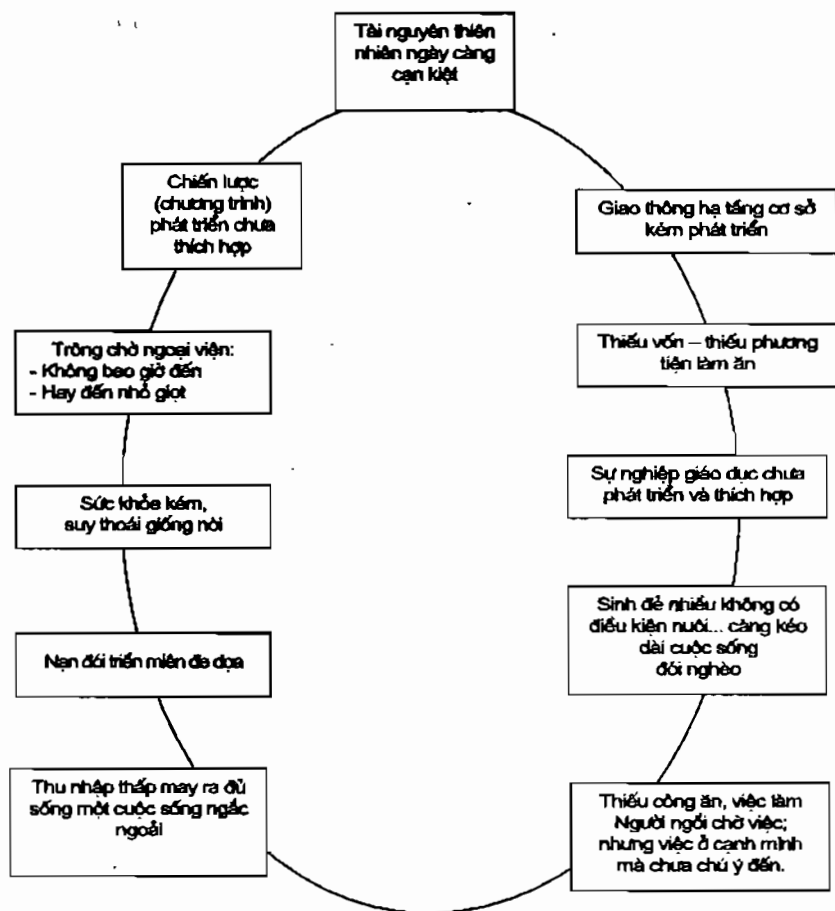 Tài nguyên thiên
nhiên ngày càng
cạn kiệt
Chiến lược
(chương trình)
phát triển chưa
thích hợp
Giao thông hạ tầng cơ sở
kém phát triển
Trông chờ ngoại viện:
- Không bao giờ đến
- Hay đến nhỏ giọt
Thiếu vốn – thiếu phương
tiện làm ăn
Sức khỏe kém,
suy thoái giống nòi
Sự nghiệp giáo dục chưa
phát triển và thích hợp
Nạn đói triền miên đe dọa
Sinh đẻ nhiều không có
điều kiện nuôi... càng kéo
dài cuộc sống
đói nghèo
Thu nhập thấp may ra đủ
sống một cuộc sống ngắc
ngoải
Thiếu công ăn, việc làm
Người ngồi chờ việc;
nhưng việc ở cạnh mình
mà chưa chú ý đến.